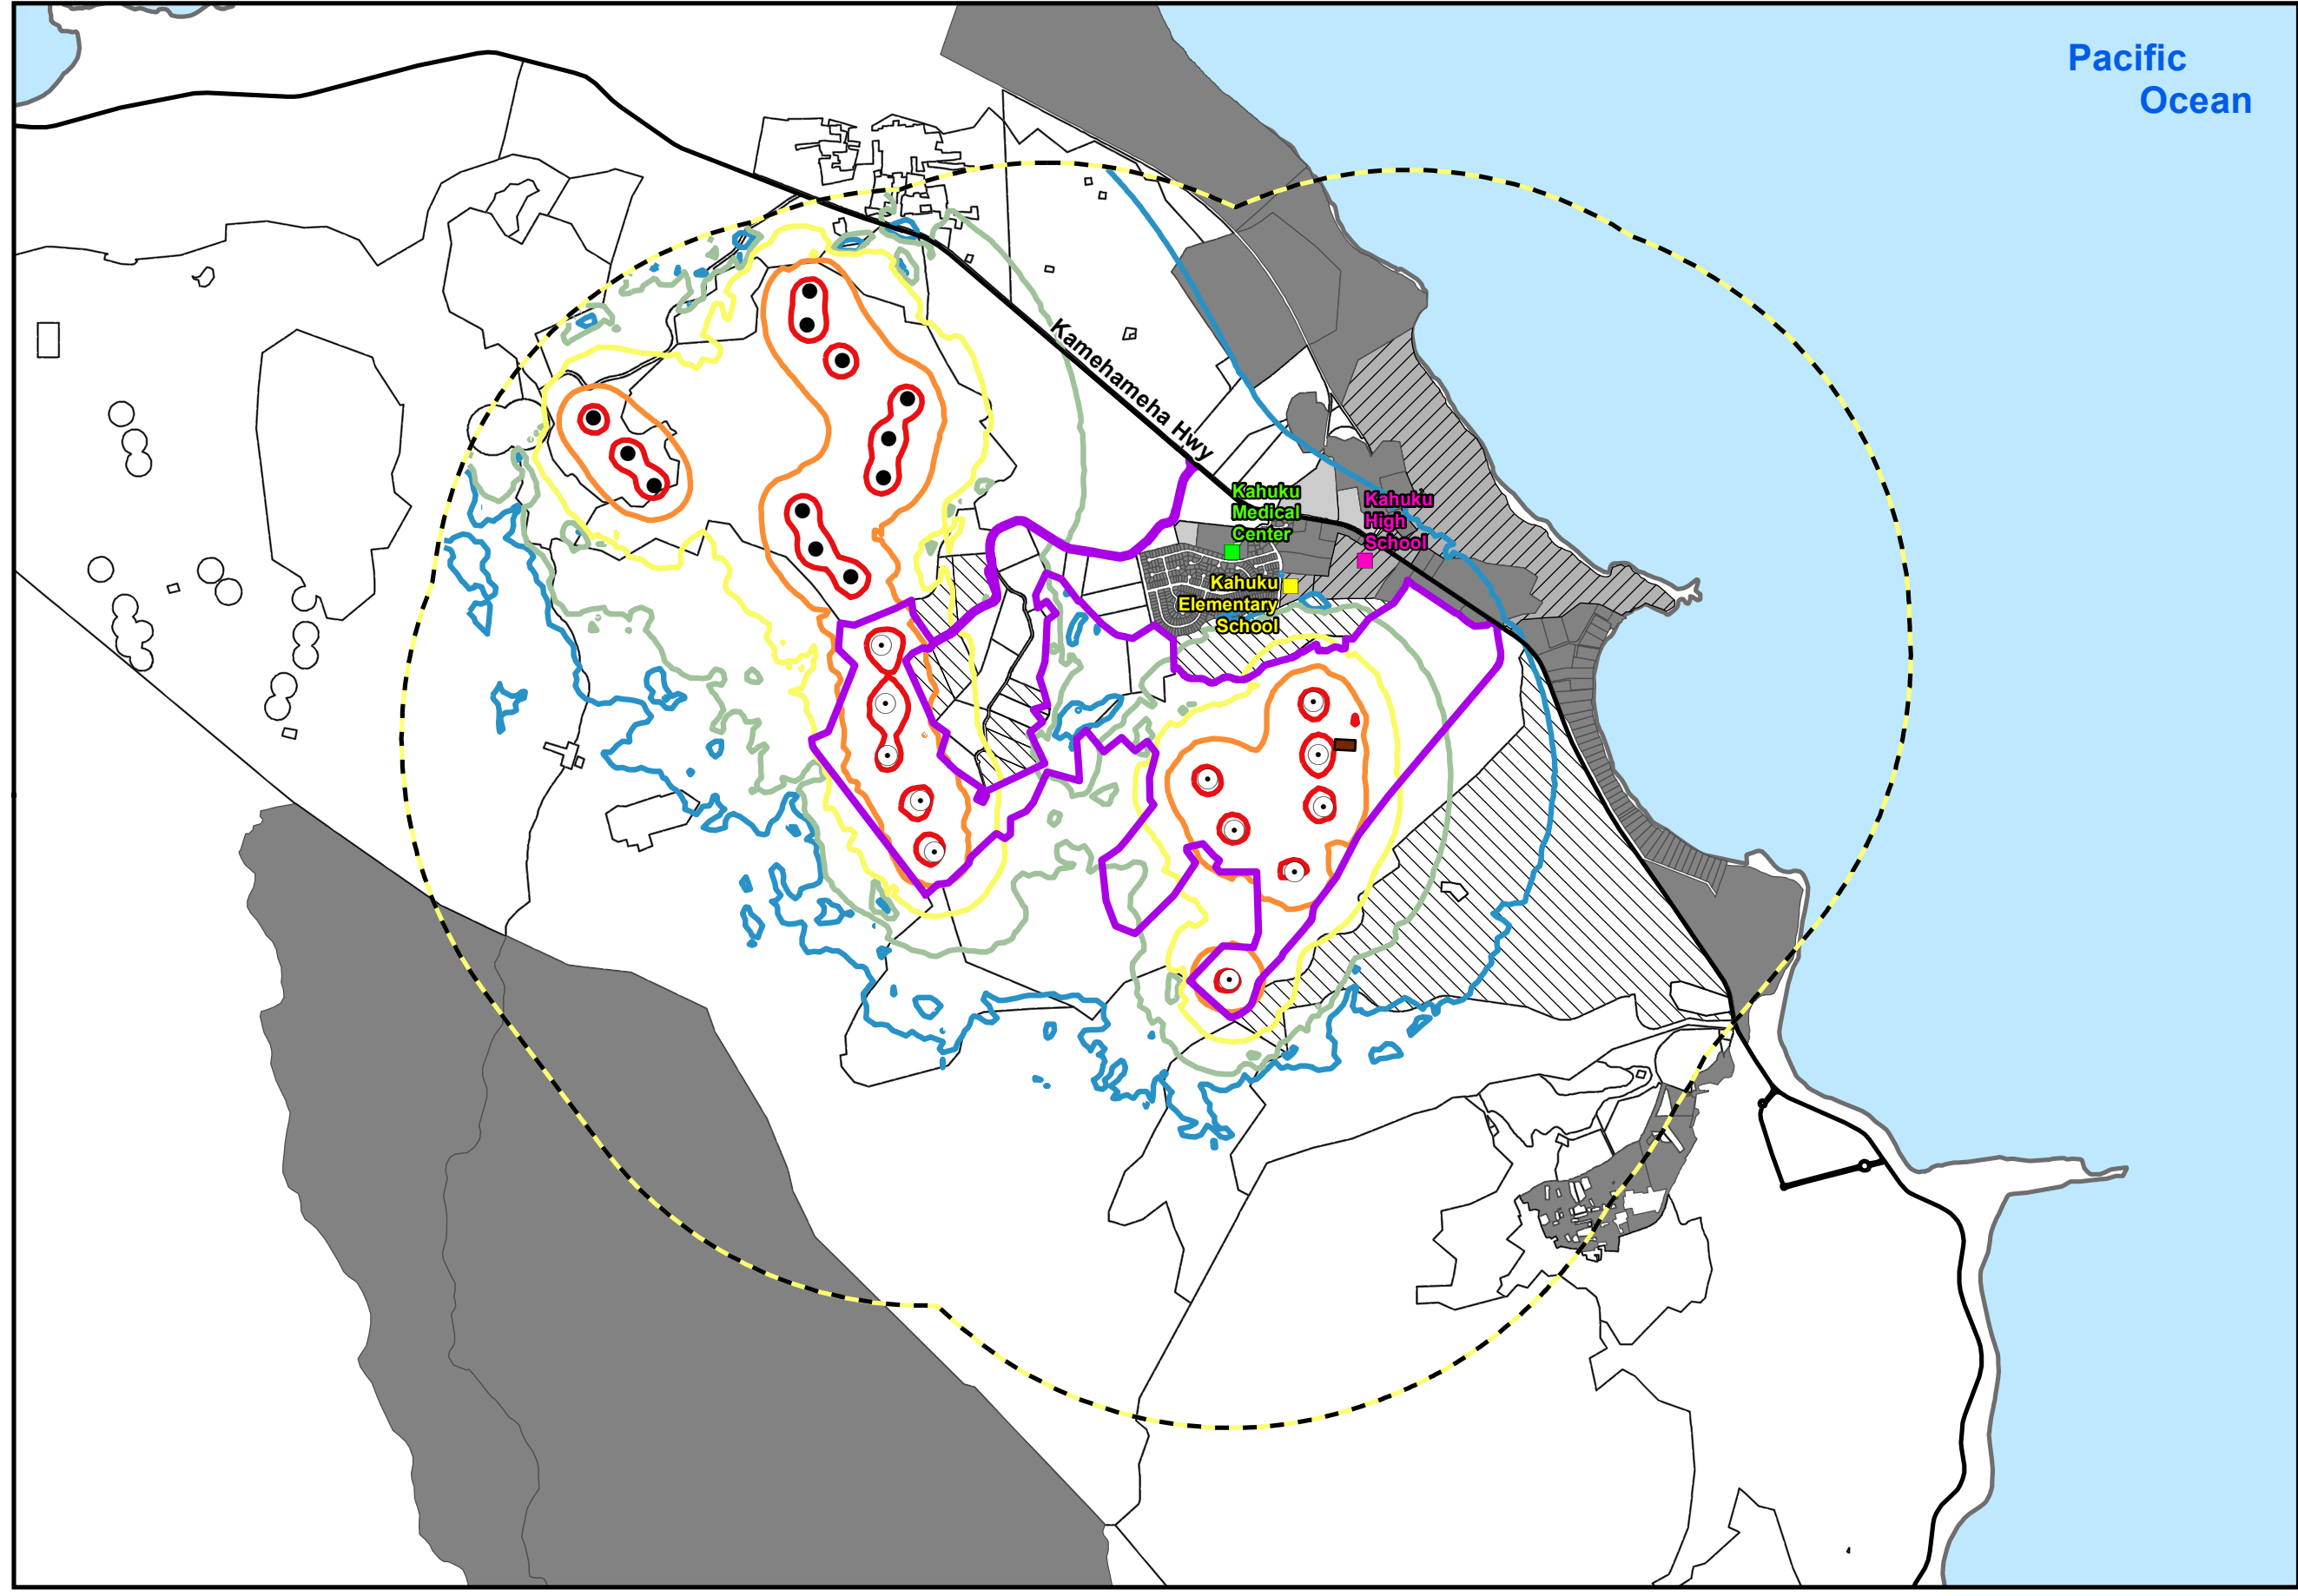 Pacific
Ocean
Kamehameha Hwy
Kahuku
Medical
Center
Kahuku
High
School
Kahuku
Elementary
School